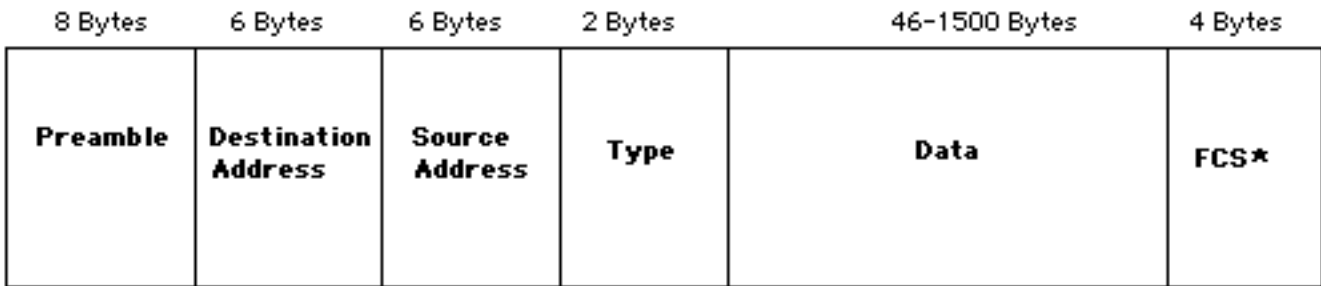 8 Bytes 6 Bytes 6 Bytes 2 Bytes 46-1500 Bytes 4 Bytes
Preamble
Destination
Address
Source
Address
Type
Data
FCS*